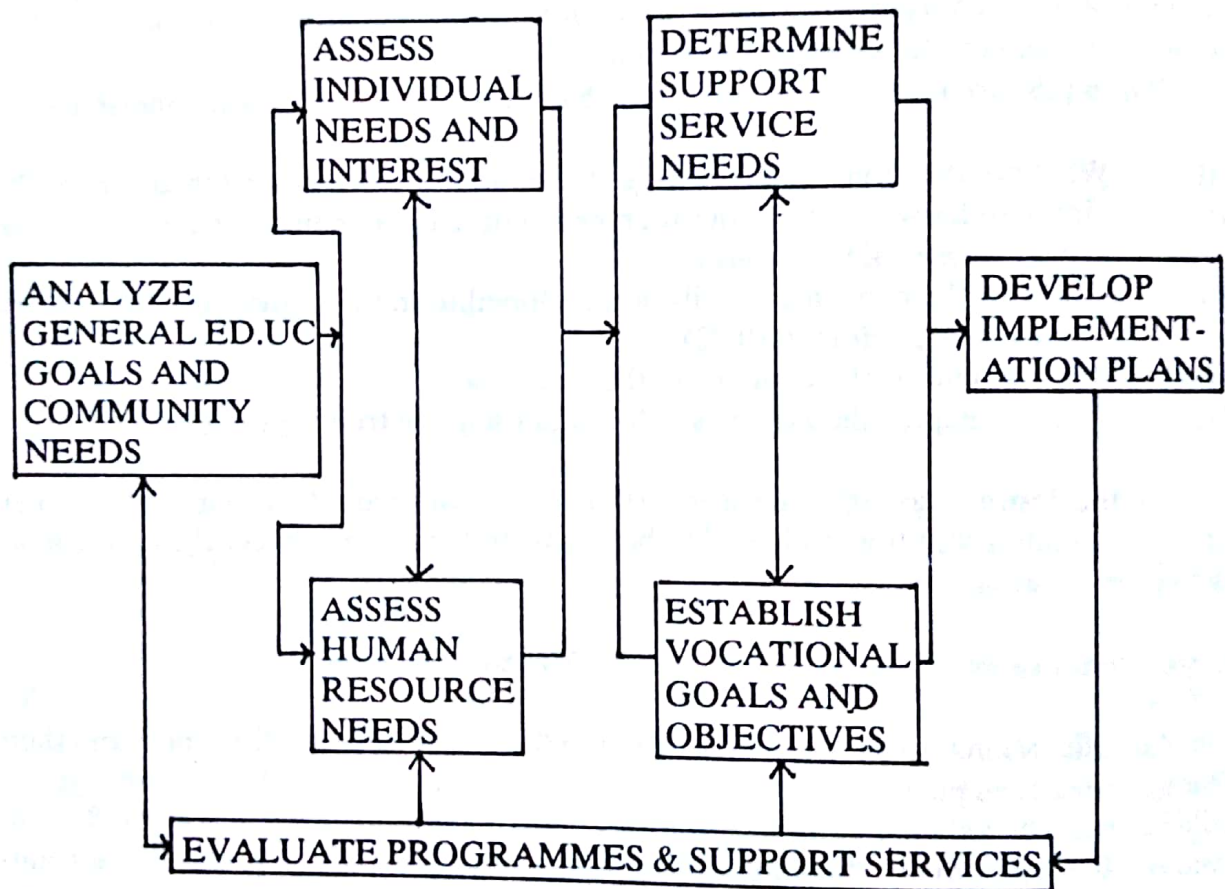 ASSESS
INDIVIDUAL
NEEDS AND
INTEREST
DETERMINE
SUPPORT
SERVICE
NEEDS
ANALYZE
GENERAL ED.UC
GOALS AND
COMMUNITY
NEEDS
DEVELOP
IMPLEMENT-
ATION PLANS
ASSESS
HUMAN
RESOURCE
NEEDS
ESTABLISH
VOCATIONAL
GOALS AND
OBJECTIVES
EVALUATE PROGRAMMES & SUPPORT SERVICES